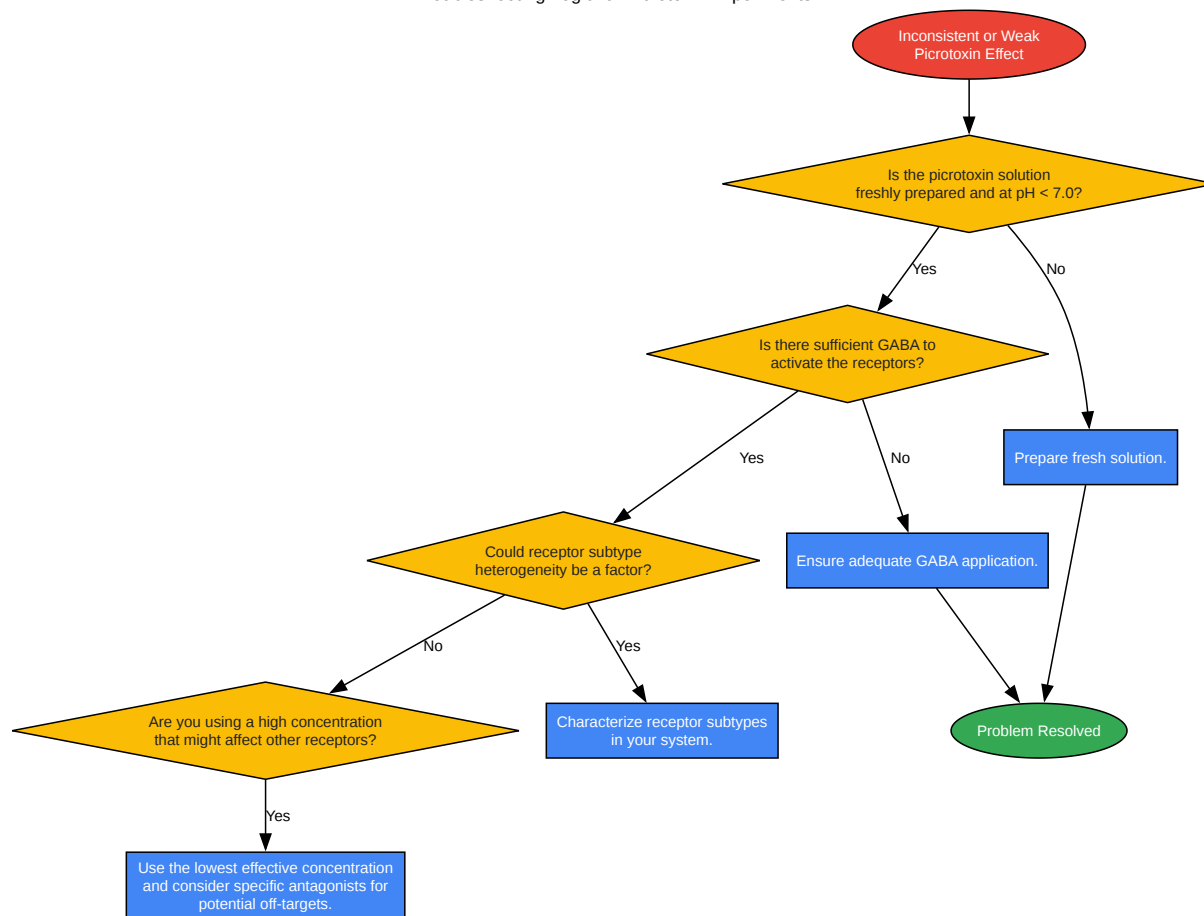 Inconsistent or Weak
Picrotoxin Effect
Is the picrotoxin solution
freshly prepared and at pH < 7.0?
Yes
No
Is there sufficient GABA to
activate the receptors?
Yes
No
Prepare fresh solution.
Could receptor subtype
heterogeneity be a factor?
Ensure adequate GABA application.
No
Yes
Are you using a high concentration
that might affect other receptors?
Characterize receptor subtypes
in your system.
Problem Resolved
Yes
Use the lowest effective concentration
and consider specific antagonists for
potential off-targets.